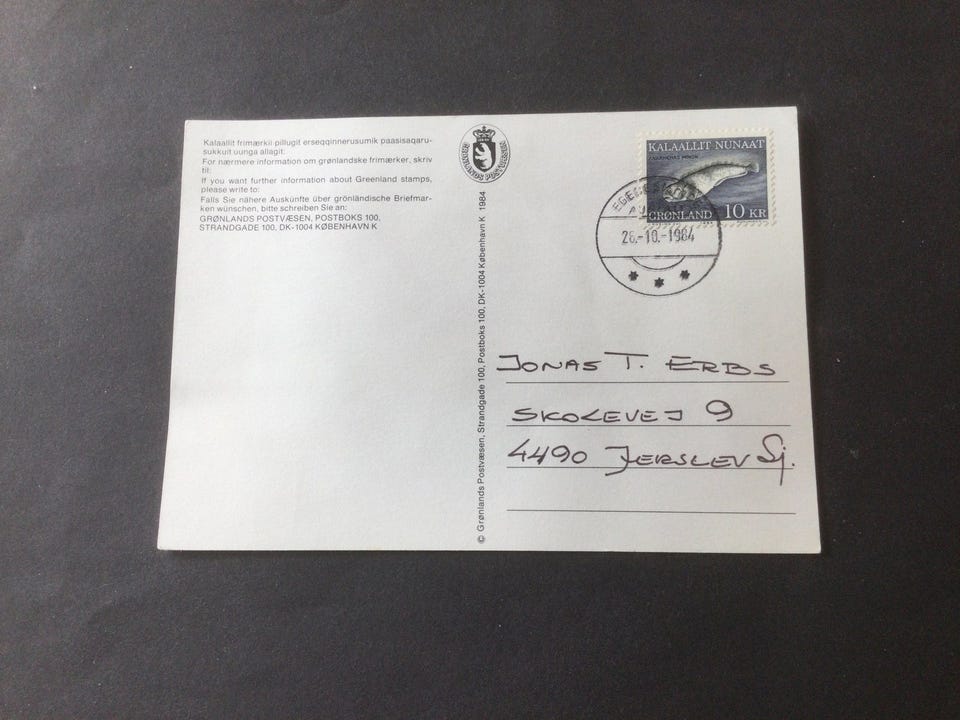 Kalaallit frimærkii pillugit erseqqinnerusumik paasisaqaru-
sukkuit uunga allagit:
For nærmere information om grønlandske frimærker, skriv
til:
If you want further information about Greenland stamps,
please write to:
Falls Sie nähere Auskünfte über grönländische Briefmar-
ken wünschen, bitte schreiben Sie an:
GRØNLANDS POSTVÆSEN, POSTBOKS 100,
STRANDGADE 100, DK-1004 KØBENHAVN K
GRØNLANDS POSTVÆSEN
© Grønlands Postvæsen, Strandgade 100, Postboks 100, DK-1004 København K 1984
KALAALLIT NUNAAT
GRØNLAND 10 KR
26.-10.-1984
JONAS T. ERBS
SKOLEVEJ 9
4490 JERSLEV Sj.